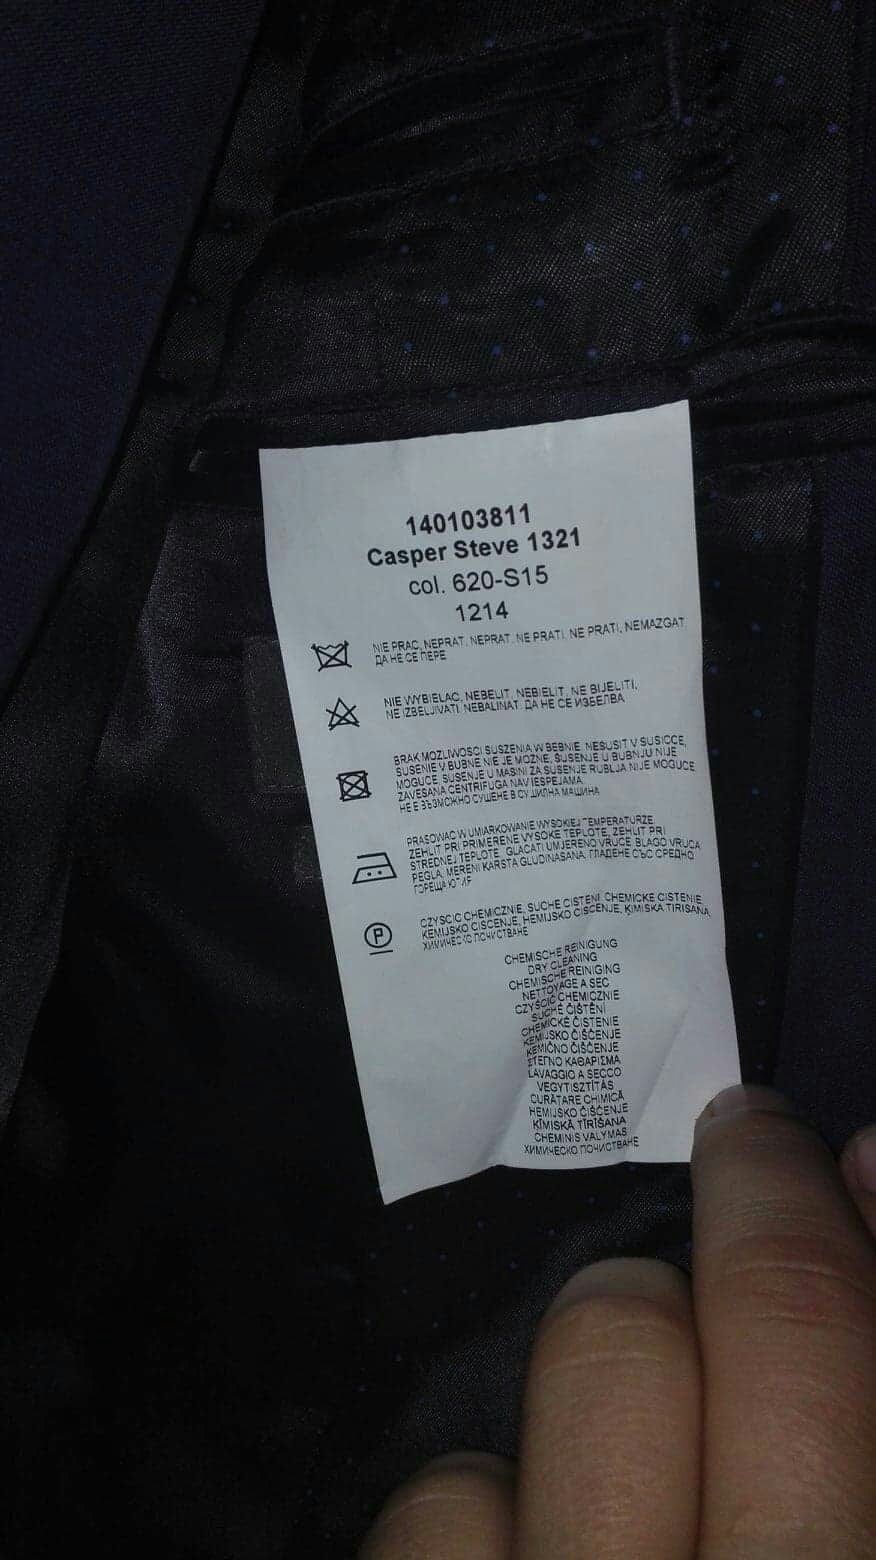 140103811
Casper Steve 1321
col. 620-S15
1214
NIE PRAC, NEPRAT, NEPRAT. NE PRATI. NE PRATI, NEMAZGAT
ДА НЕ СЕ ПЕРЕ
NIE WYBIELAC, NEBELIT, NEBIELIT, NE BIJELITI,
NE IZBELJIVATI, NEBALINAT. ДА НЕ СЕ ИЗБЕЛВА
BRAK MOZLIWOSCI SUSZENIA W BEBNIE, NESUSIT V SUSICCE,
SUSENIE V BUBNE NIE JE MOZNE, SUSENJE U BUBNJU NIJE
MOGUCE, SUSENJE U MASINI ZA SUSENJE RUBLJA NIJE MOGUCE,
ZAVESANA CENTRIFUGA NAV IESPEJAMA.
НЕ Е ВЪЗМОЖНО СУШЕНЕ В СУШИЛНА МАШИНА
PRASOWAC W UMIARKOWANIE WYSOKIEJ TEMPERATURZE,
ZEHLIT PRI PRIMERENE VYSOKE TEPLOTE, ZEHLIT PRI
STREDNEJ TEPLOTE, GLACATI UMJERENO VRUCE, BLAGO VRUCA
PEGLA, MERENI KARSTA GLUDINASANA, ГЛАДЕНЕ СЪС СРЕДНО
ГОРЕЩА ЮТИЯ
CZYSCIC CHEMICZNIE, SUCHE CISTENI, CHEMICKE CISTENIE,
KEMIJSKO CISCENJE, HEMIJSKO CISCENJE, ĶIMISKA TIRISANA,
ХИМИЧЕСКО ПОЧИСТВАНЕ
CHEMISCHE REINIGUNG
DRY CLEANING
CHEMISCHE REINIGING
NETTOYAGE A SEC
CZYŚCIĆ CHEMICZNIE
SUCHÉ ČIŠTĚNÍ
CHEMICKÉ ČISTENIE
KEMIJSKO ČIŠĆENJE
KEMIČNO ČIŠČENJE
ΣΤΕΓΝΟ ΚΑΘΑΡΙΣΜΑ
LAVAGGIO A SECCO
VEGYTISZTÍTÁS
CURĂTARE CHIMICĂ
HEMIJSKO ČIŠĆENJE
ĶĪMISKĀ TĪRĪŠANA
CHEMINIS VALYMAS
ХИМИЧЕСКО ПОЧИСТВАНЕ
P